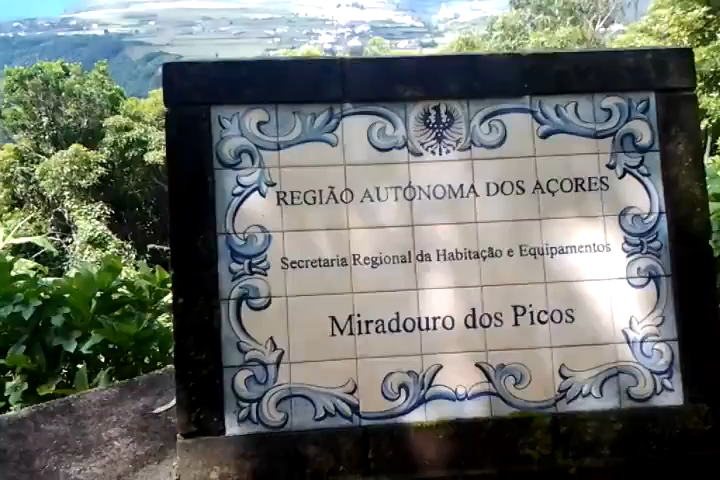 REGIÃO AUTÓNOMA DOS AÇORES
Secretaria Regional da Habitação e Equipamentos
Miradouro dos Picos